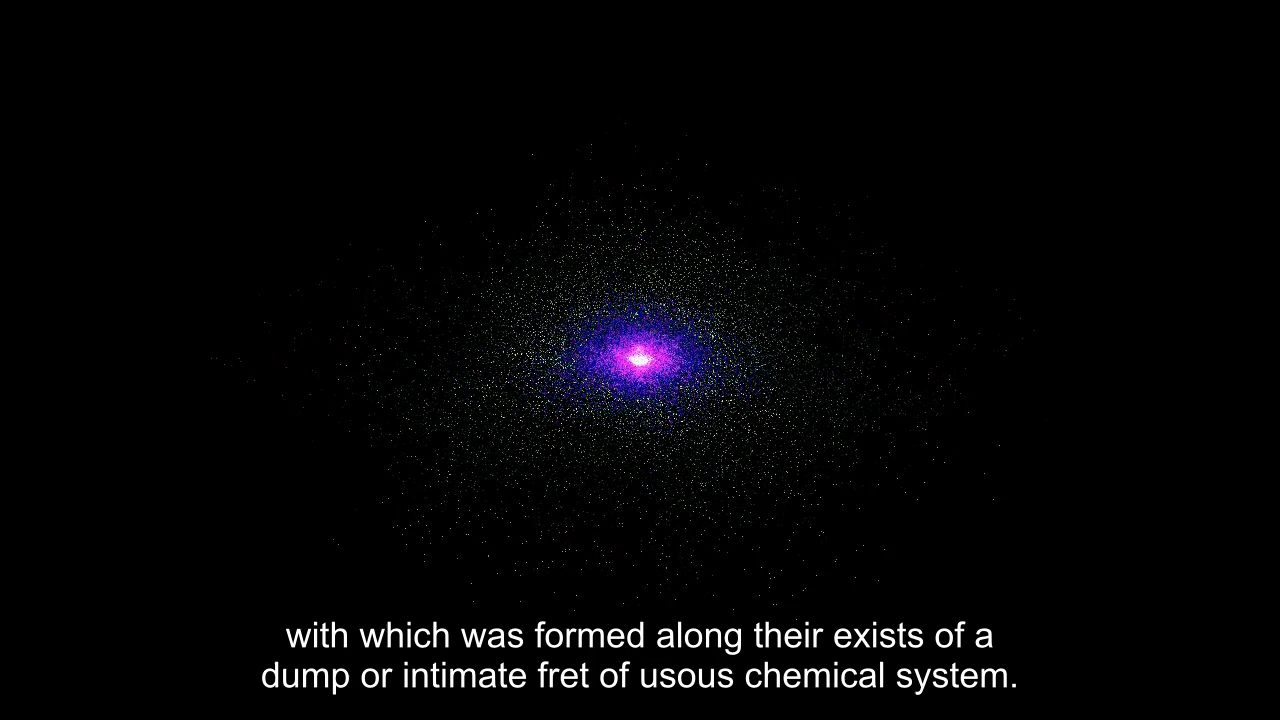 with which was formed along their exists of a
dump or intimate fret of usous chemical system.